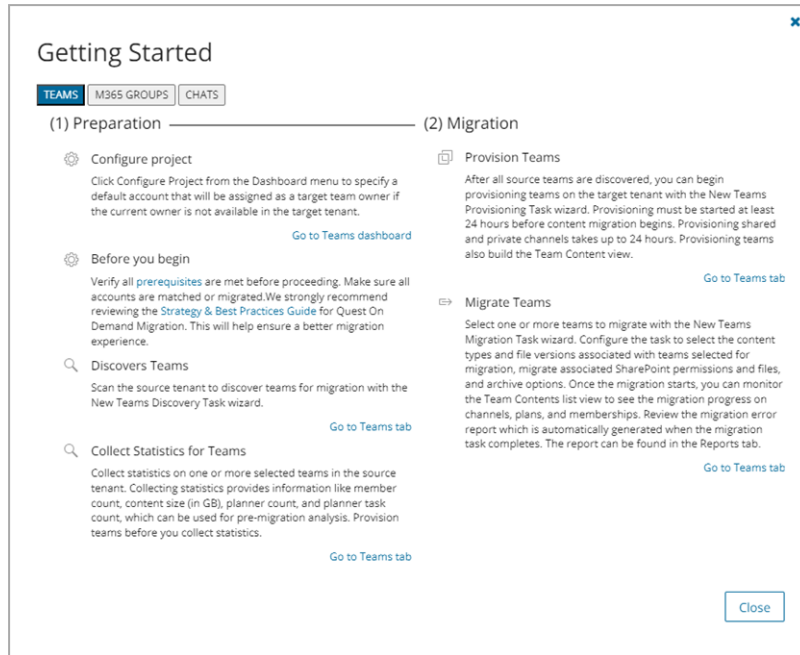 Getting Started
TEAMS
M365 GROUPS
CHATS
(1) Preparation
Configure project
Click Configure Project from the Dashboard menu to specify a
default account that will be assigned as a target team owner if
the current owner is not available in the target tenant.
Go to Teams dashboard
Before you begin
Verify all prerequisites are met before proceeding. Make sure all
accounts are matched or migrated.We strongly recommend
reviewing the Strategy & Best Practices Guide for Quest On
Demand Migration. This will help ensure a better migration
experience.
Discovers Teams
Scan the source tenant to discover teams for migration with the
New Teams Discovery Task wizard.
Go to Teams tab
Collect Statistics for Teams
Collect statistics on one or more selected teams in the source
tenant. Collecting statistics provides information like member
count, content size (in GB), planner count, and planner task
count, which can be used for pre-migration analysis. Provision
teams before you collect statistics.
Go to Teams tab
(2) Migration
Provision Teams
After all source teams are discovered, you can begin
provisioning teams on the target tenant with the New Teams
Provisioning Task wizard. Provisioning must be started at least
24 hours before content migration begins. Provisioning shared
and private channels takes up to 24 hours. Provisioning teams
also build the Team Content view.
Go to Teams tab
Migrate Teams
Select one or more teams to migrate with the New Teams
Migration Task wizard. Configure the task to select the content
types and file versions associated with teams selected for
migration, migrate associated SharePoint permissions and files,
and archive options. Once the migration starts, you can monitor
the Team Contents list view to see the migration progress on
channels, plans, and memberships. Review the migration error
report which is automatically generated when the migration
task completes. The report can be found in the Reports tab.
Go to Teams tab
Close